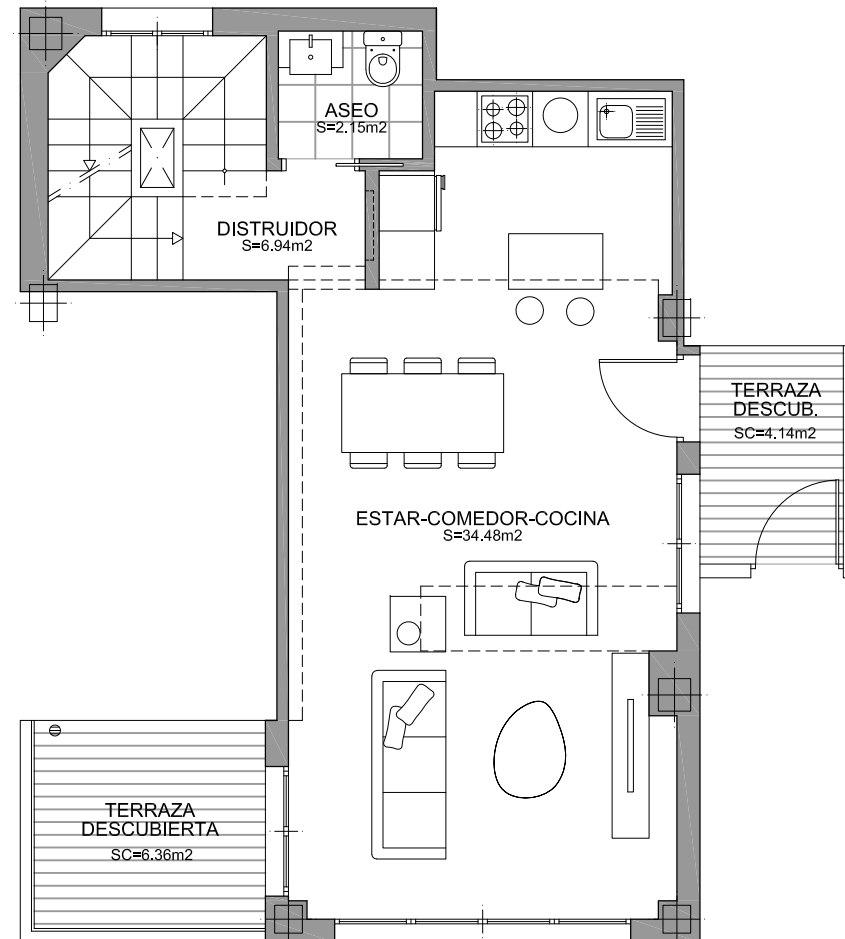 ASEO
S=2.15m2
DISTRUIDOR
S=6.94m2
TERRAZA
DESCUB.
SC=4.14m2
ESTAR-COMEDOR-COCINA
S=34.48m2
TERRAZA
DESCUBIERTA
SC=6.36m2